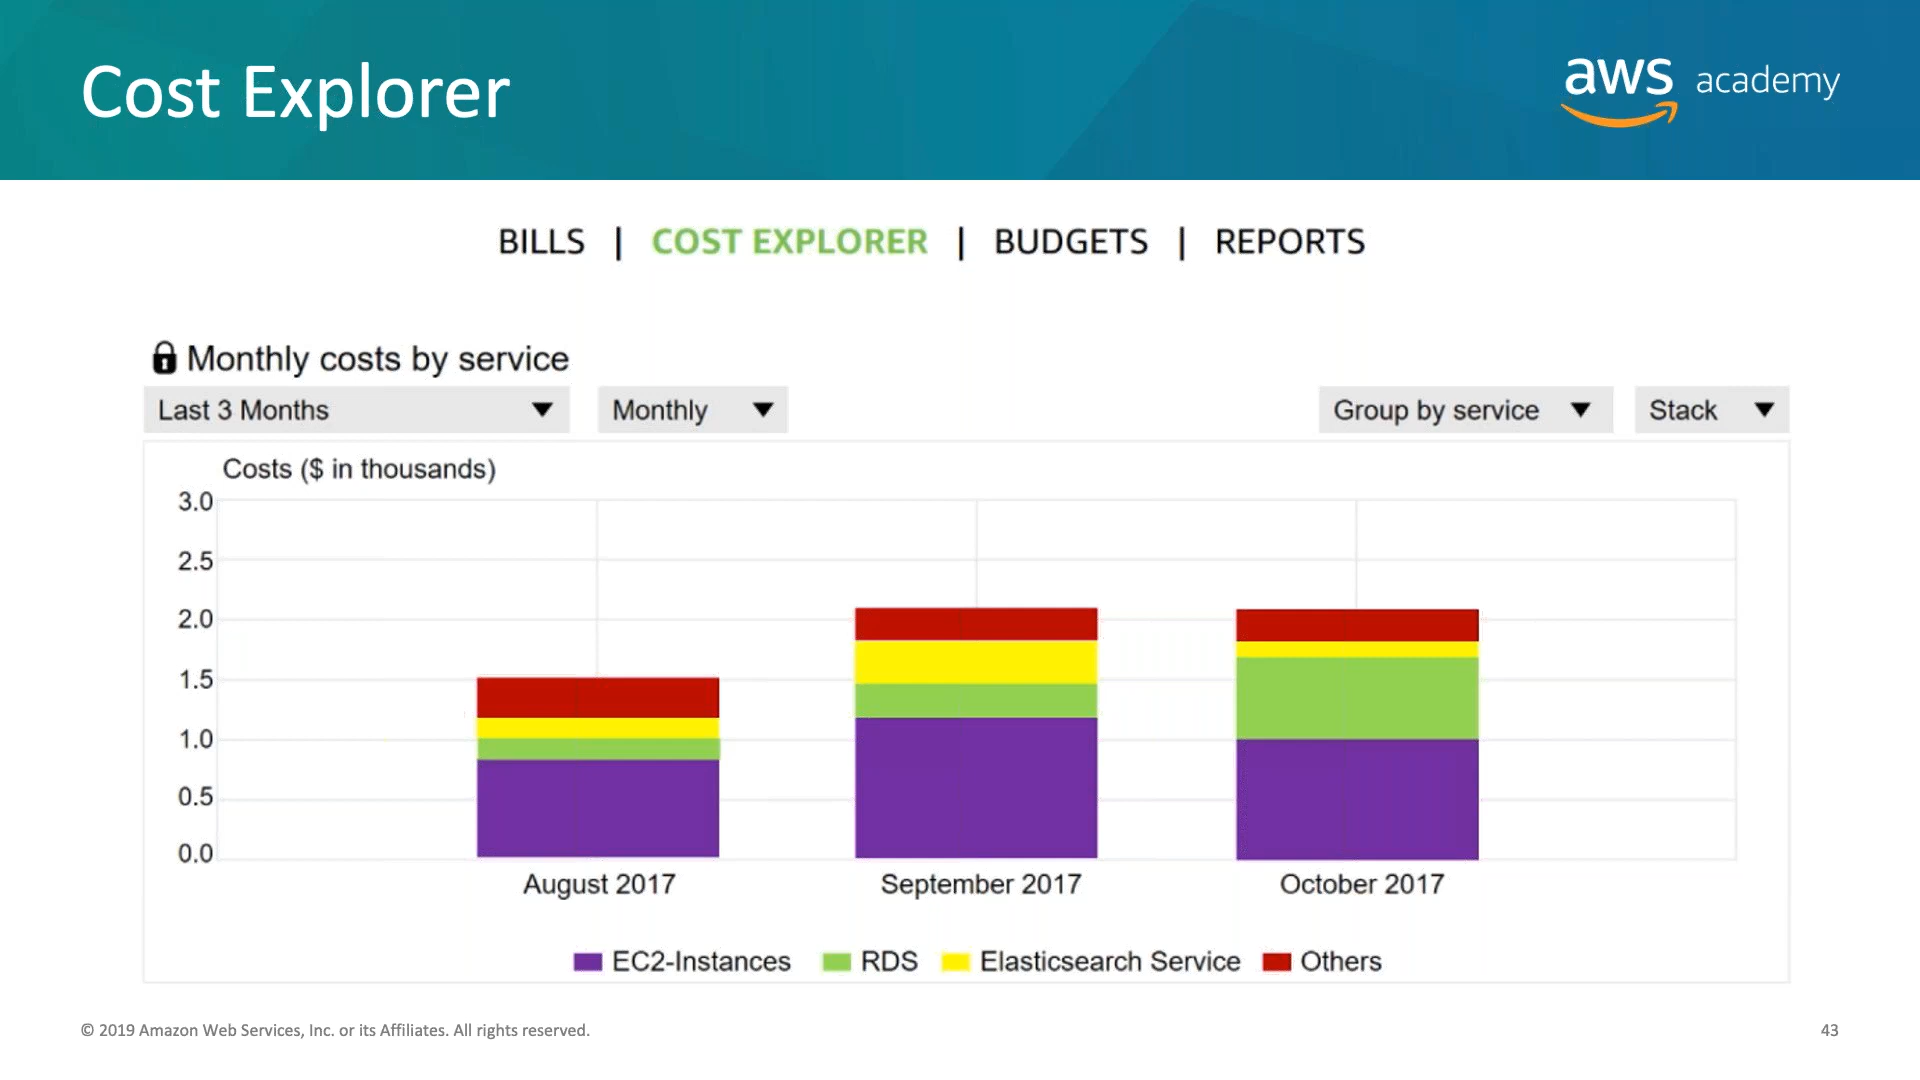 Cost Explorer
aws academy
BILLS | COST EXPLORER | BUDGETS | REPORTS
Monthly costs by service
Last 3 Months Monthly Group by service Stack
Costs ($ in thousands)
3.0
2.5
2.0
1.5
1.0
0.5
0.0
August 2017 September 2017 October 2017
EC2-Instances RDS Elasticsearch Service Others
© 2019 Amazon Web Services, Inc. or its Affiliates. All rights reserved. 43